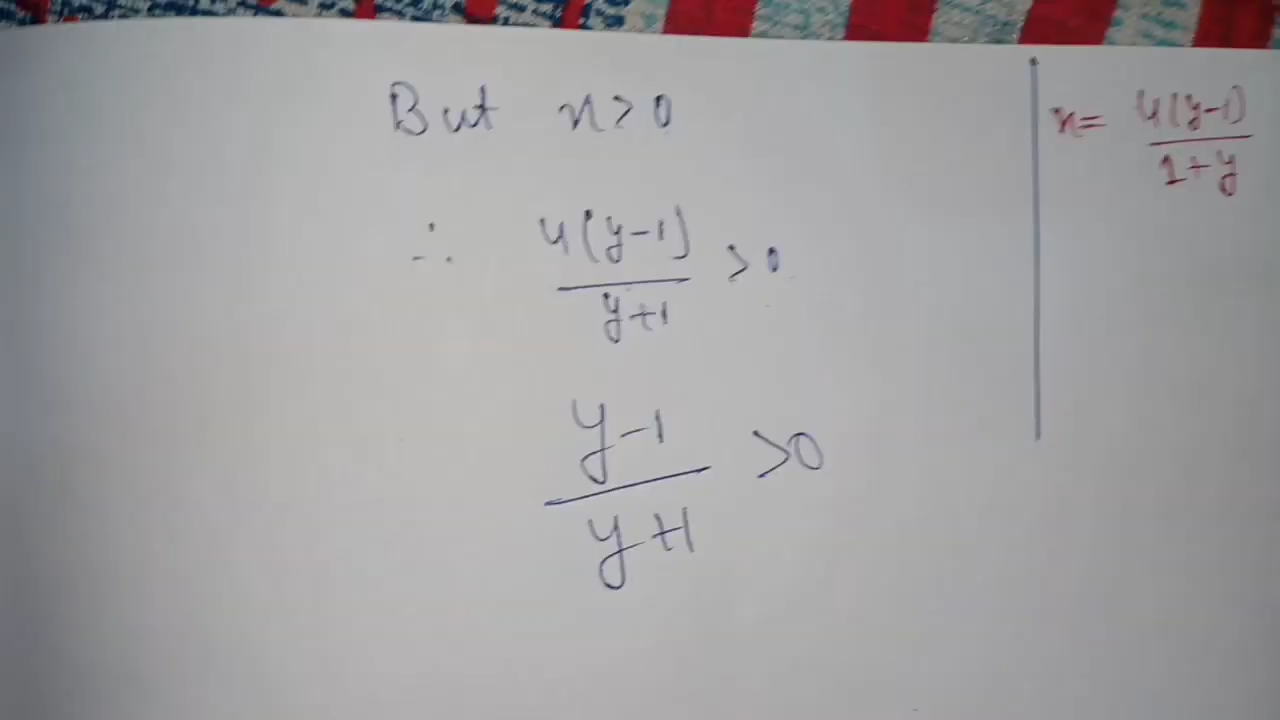 But x > 0
∴ 4(y-1)/y+1 > 0
y-1/y+1 > 0
x = 4(y-1)/1+y